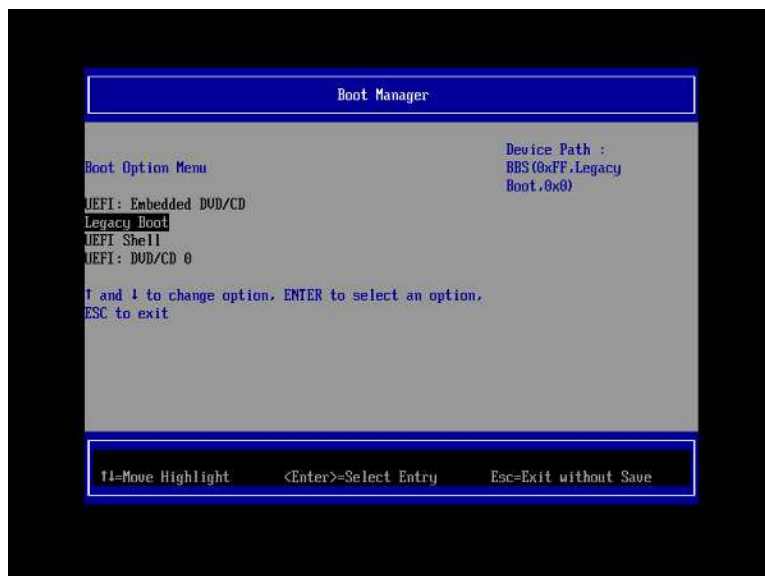 Boot Manager
Boot Option Menu
Device Path :
BBS(0xFF,Legacy
Boot,0x0)
UEFI: Embedded DVD/CD
Legacy Boot
UEFI Shell
UEFI: DVD/CD 0
↑ and ↓ to change option, ENTER to select an option,
ESC to exit
↑↓=Move Highlight <Enter>=Select Entry Esc=Exit without Save